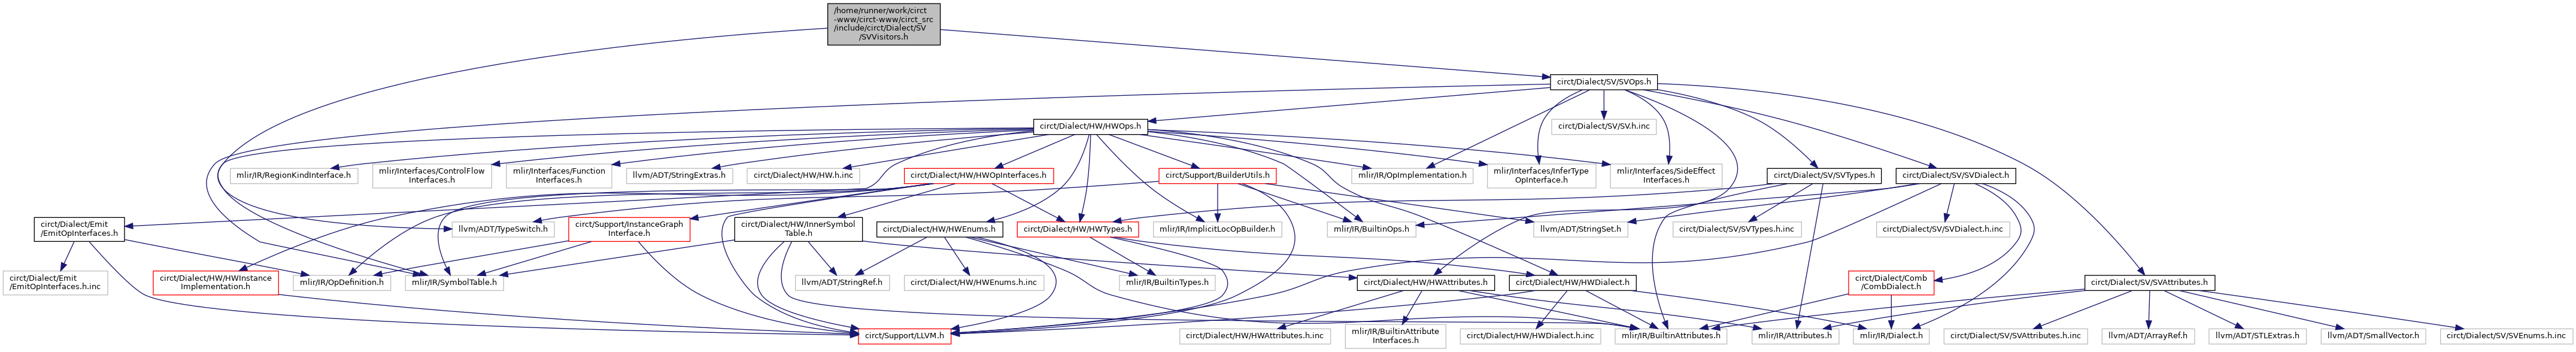 /home/runner/work/circt
-www/circt-www/circt_src
/include/circt/Dialect/SV
/SVVisitors.h
circt/Dialect/SV/SVOps.h
circt/Dialect/HW/HWOps.h
circt/Dialect/SV/SV.h.inc
mlir/IR/RegionKindInterface.h
mlir/Interfaces/ControlFlow
Interfaces.h
mlir/Interfaces/Function
Interfaces.h
llvm/ADT/StringExtras.h
circt/Dialect/HW/HW.h.inc
circt/Dialect/HW/HWOpInterfaces.h
circt/Support/BuilderUtils.h
mlir/IR/OpImplementation.h
mlir/Interfaces/InferType
OpInterface.h
mlir/Interfaces/SideEffect
Interfaces.h
circt/Dialect/SV/SVTypes.h
circt/Dialect/SV/SVDialect.h
circt/Dialect/Emit
/EmitOpInterfaces.h
llvm/ADT/TypeSwitch.h
circt/Support/InstanceGraph
Interface.h
circt/Dialect/HW/InnerSymbol
Table.h
circt/Dialect/HW/HWEnums.h
circt/Dialect/HW/HWTypes.h
mlir/IR/ImplicitLocOpBuilder.h
mlir/IR/BuiltinOps.h
llvm/ADT/StringSet.h
circt/Dialect/SV/SVTypes.h.inc
circt/Dialect/SV/SVDialect.h.inc
circt/Dialect/Emit
/EmitOpInterfaces.h.inc
circt/Dialect/HW/HWInstance
Implementation.h
mlir/IR/OpDefinition.h
mlir/IR/SymbolTable.h
llvm/ADT/StringRef.h
circt/Dialect/HW/HWEnums.h.inc
mlir/IR/BuiltinTypes.h
circt/Dialect/HW/HWAttributes.h
circt/Dialect/HW/HWDialect.h
circt/Dialect/Comb
/CombDialect.h
circt/Dialect/SV/SVAttributes.h
circt/Support/LLVM.h
circt/Dialect/HW/HWAttributes.h.inc
mlir/IR/BuiltinAttribute
Interfaces.h
circt/Dialect/HW/HWDialect.h.inc
mlir/IR/BuiltinAttributes.h
mlir/IR/Attributes.h
mlir/IR/Dialect.h
circt/Dialect/SV/SVAttributes.h.inc
llvm/ADT/ArrayRef.h
llvm/ADT/STLExtras.h
llvm/ADT/SmallVector.h
circt/Dialect/SV/SVEnums.h.inc